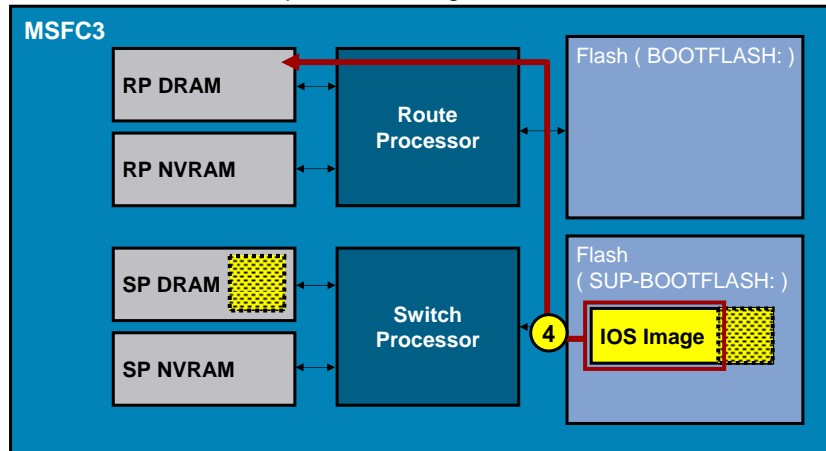 MSFC3
RP DRAM
RP NVRAM
Route
Processor
Flash ( BOOTFLASH: )
SP DRAM
SP NVRAM
Switch
Processor
Flash
( SUP-BOOTFLASH: )
4
IOS Image